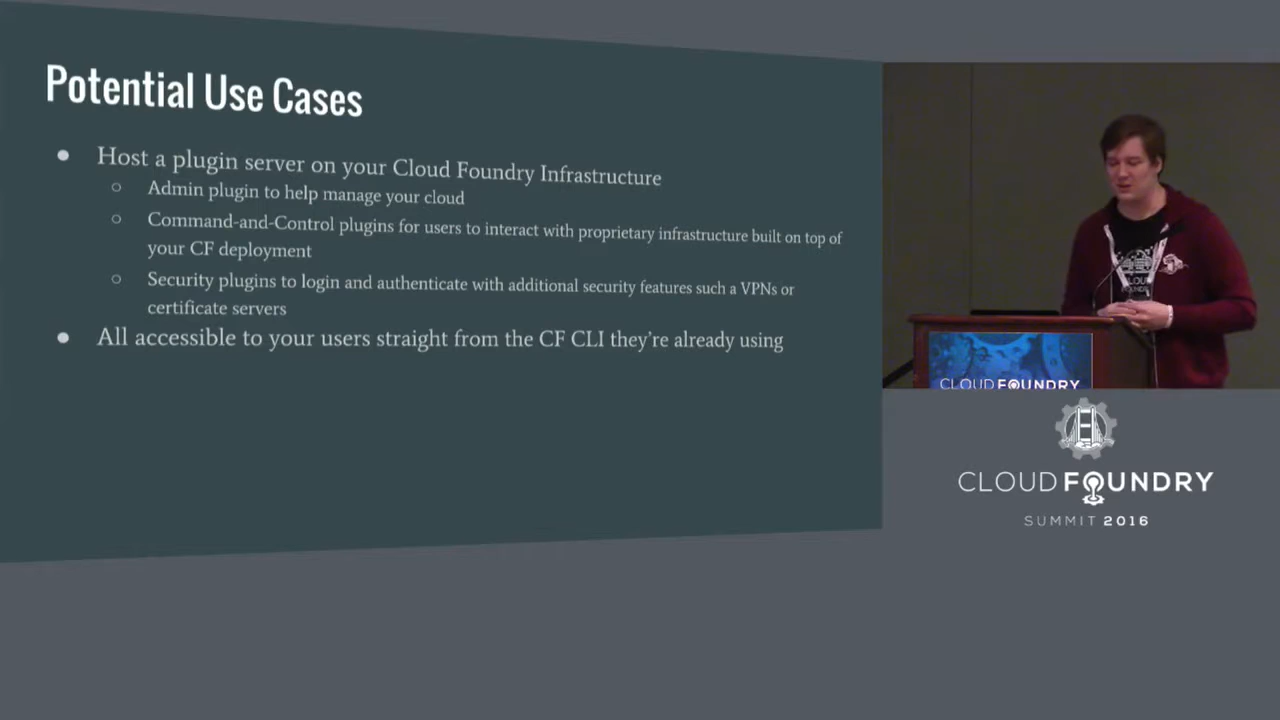 Potential Use Cases
● Host a plugin server on your Cloud Foundry Infrastructure
○ Admin plugin to help manage your cloud
○ Command-and-Control plugins for users to interact with proprietary infrastructure built on top of
your CF deployment
○ Security plugins to login and authenticate with additional security features such a VPNs or
certificate servers
● All accessible to your users straight from the CF CLI they're already using
CLOUD FOUNDRY
CLOUD FOUNDRY
SUMMIT 2016